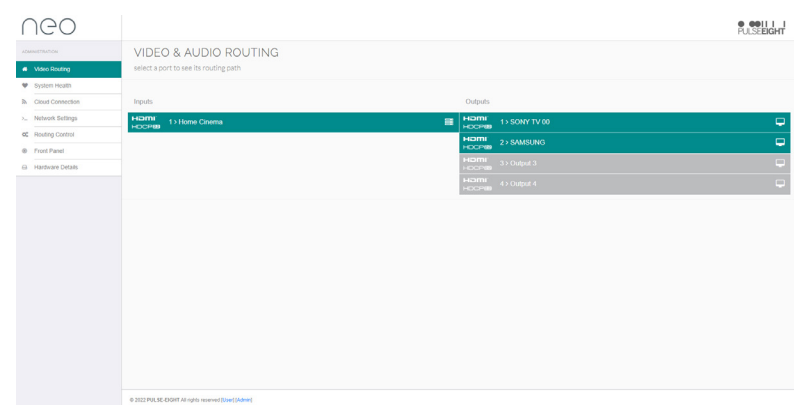 neo
PULSEEIGHT
ADMINISTRATION
VIDEO & AUDIO ROUTING
select a port to see its routing path
Video Routing
System Health
Cloud Connection
Network Settings
Routing Control
Front Panel
Hardware Details
Inputs
Outputs
HDMI
HDCP
1 > Home Cinema
HDMI
HDCP
1 > SONY TV 00
HDMI
HDCP
2 > SAMSUNG
HDMI
HDCP
3 > Output 3
HDMI
HDCP
4 > Output 4
© 2022 PULSE-EIGHT All rights reserved [User] [Admin]